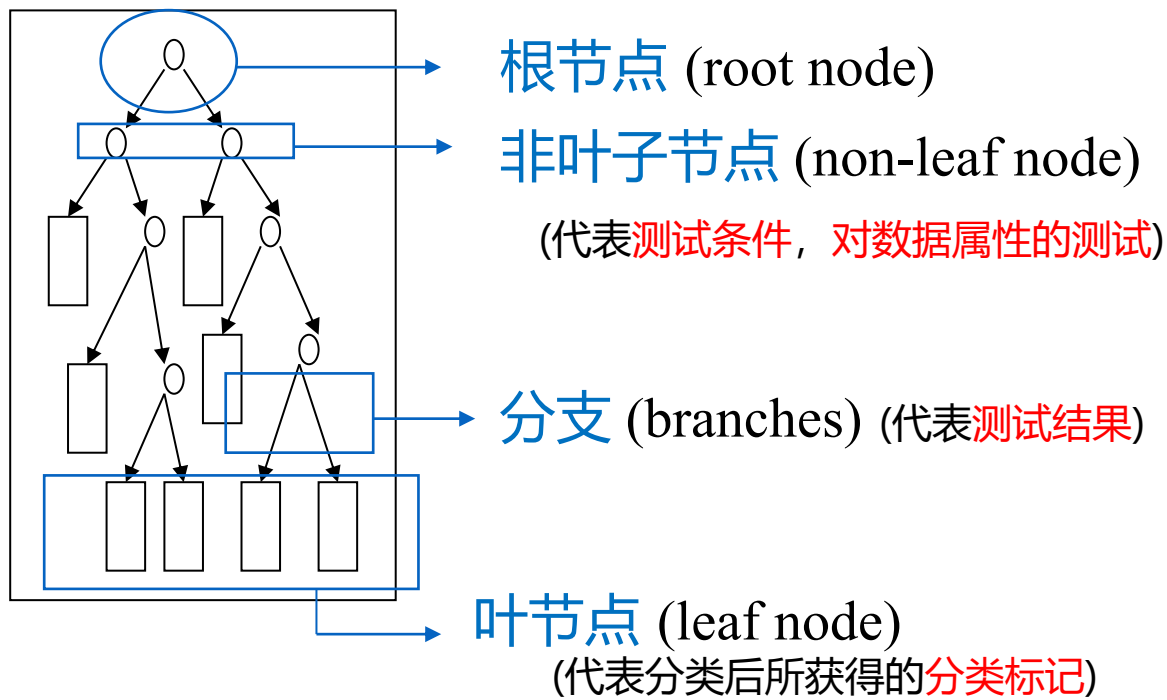 根节点 (root node)
非叶子节点 (non-leaf node)
(代表测试条件，对数据属性的测试)
分支 (branches) (代表测试结果)
叶节点 (leaf node)
(代表分类后所获得的分类标记)